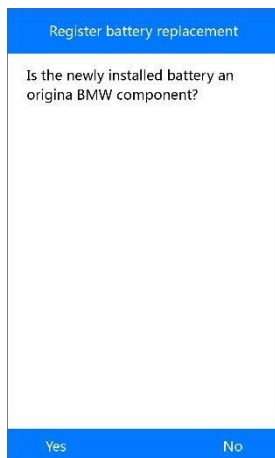 Register battery replacement
Is the newly installed battery an
origina BMW component?
Yes
No